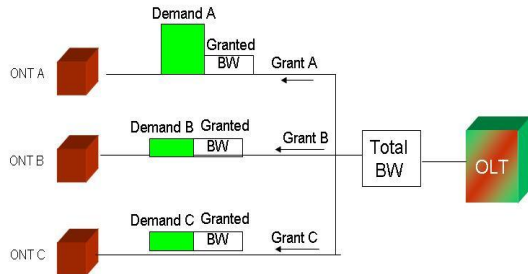 Demand A
Granted
BW
Grant A
ONT A
Demand B Granted
BW
Grant B
ONT B
Total
BW
OLT
Demand C Granted
BW
Grant C
ONT C